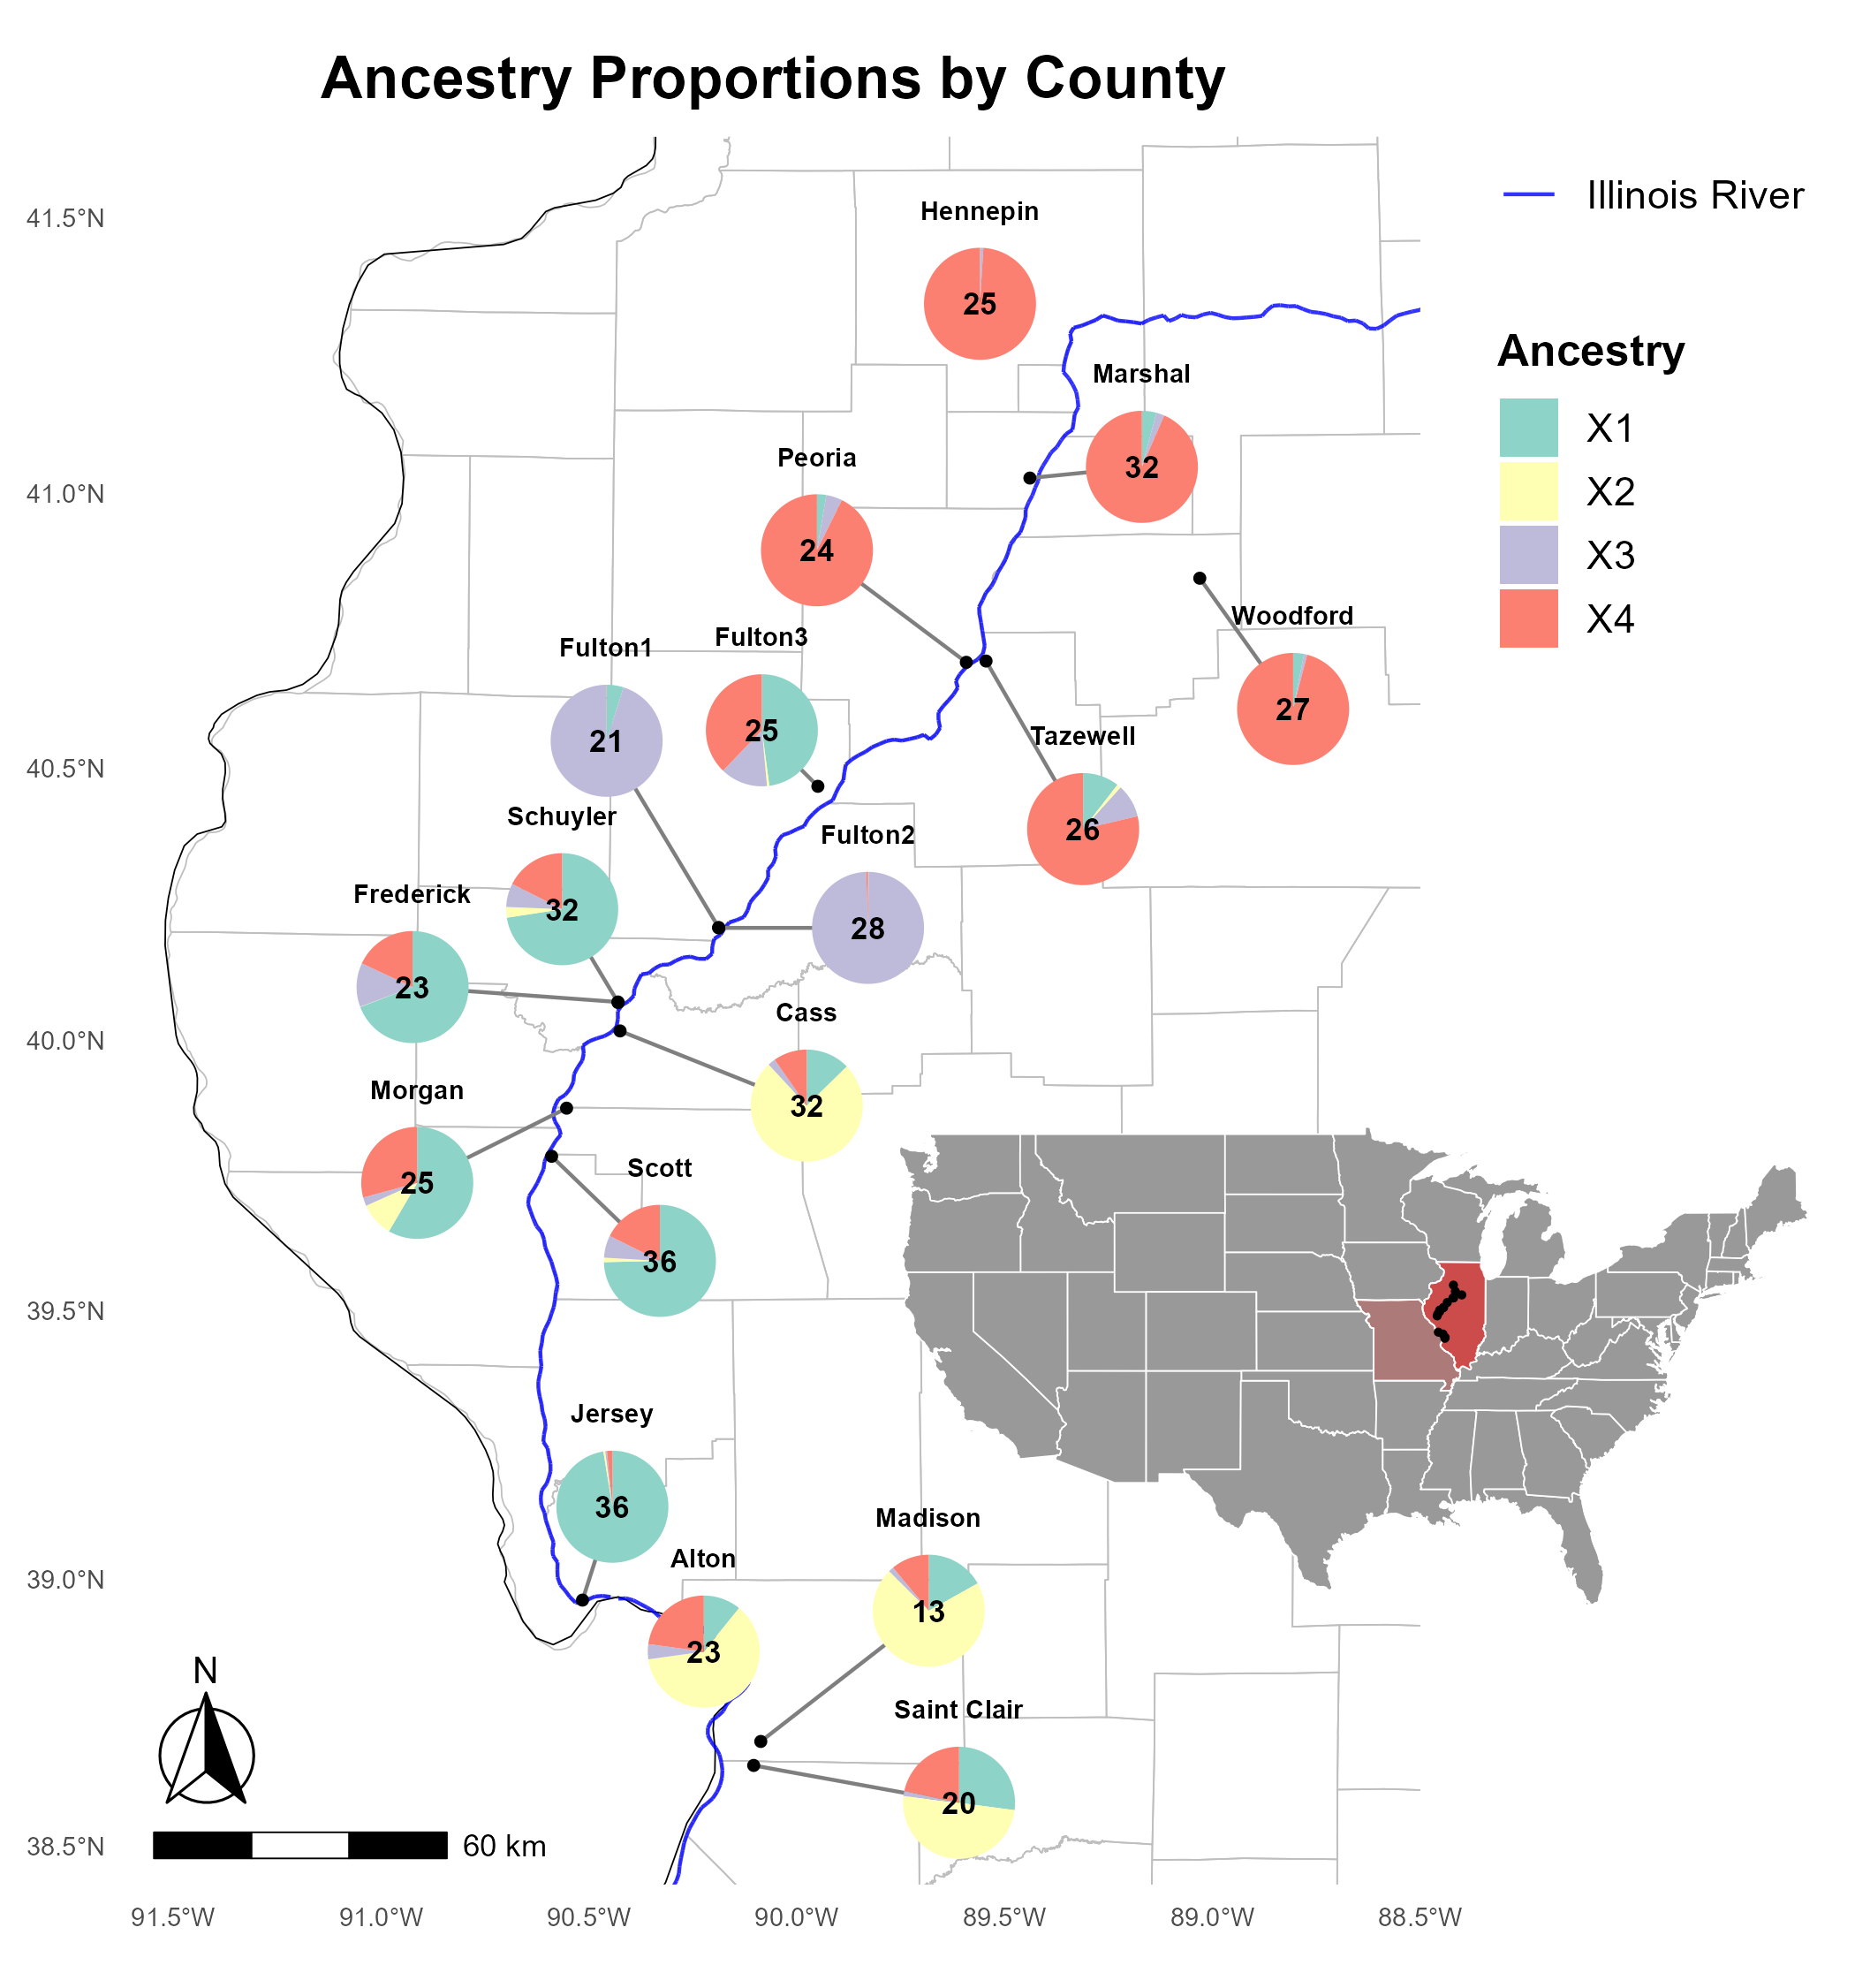 Ancestry Proportions by County
41.5°N
41.0°N
40.5°N
40.0°N
39.5°N
39.0°N
38.5°N
91.5°W
91.0°W
90.5°W
90.0°W
89.5°W
89.0°W
88.5°W
Hennepin
25
Marshal
32
Peoria
24
Woodford
27
Fulton1
21
Fulton3
25
Tazewell
26
Schuyler
32
Fulton2
28
Frederick
23
Cass
32
Morgan
25
Scott
36
Jersey
36
Alton
23
Madison
13
Saint Clair
20
N
60 km
Illinois River
Ancestry
X1
X2
X3
X4